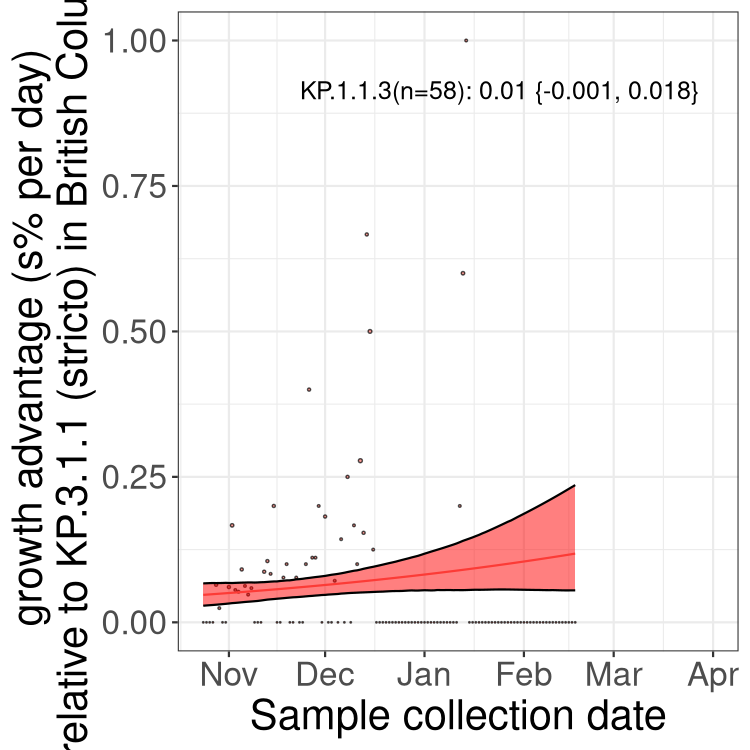 growth advantage (s% per day)
relative to KP.3.1.1 (stricto) in British Colu
1.00
0.75
0.50
0.25
0.00
KP.1.1.3(n=58): 0.01 {-0.001, 0.018}
Nov Dec Jan Feb Mar Apr
Sample collection date